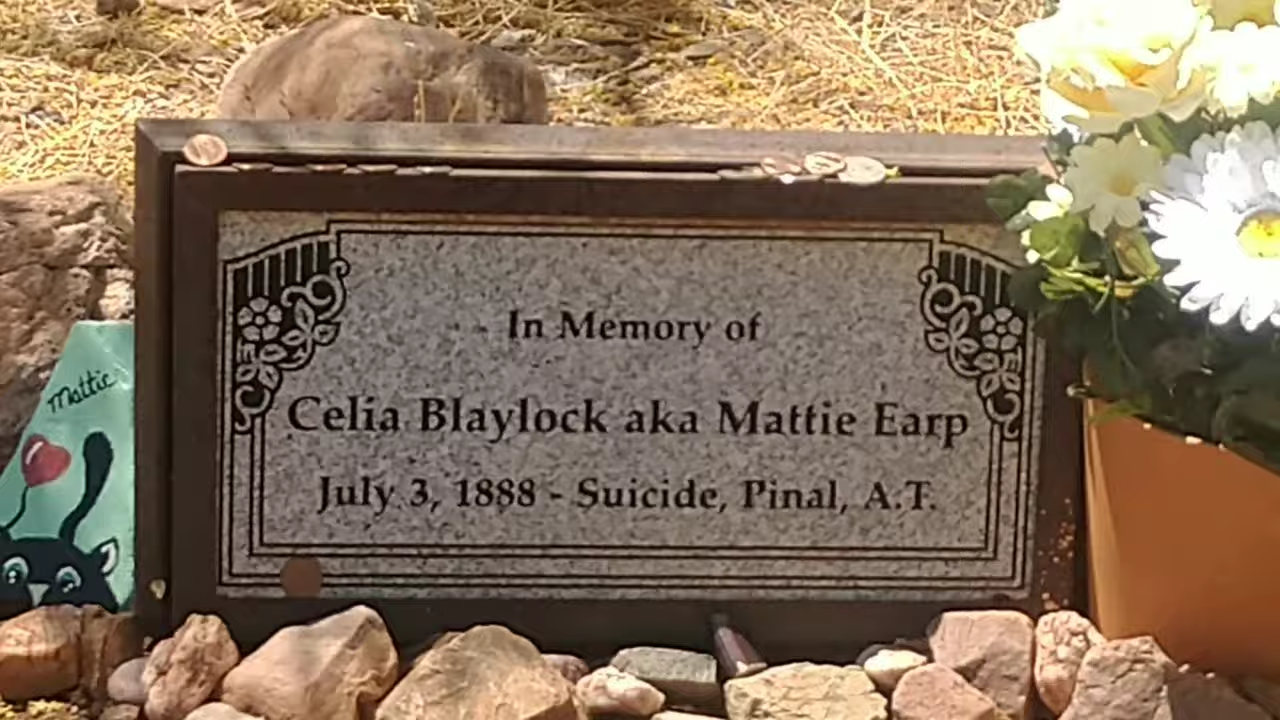 In Memory of
Celia Blaylock aka Mattie Earp
July 3, 1888 - Suicide, Pinal, A.T.
Mattie